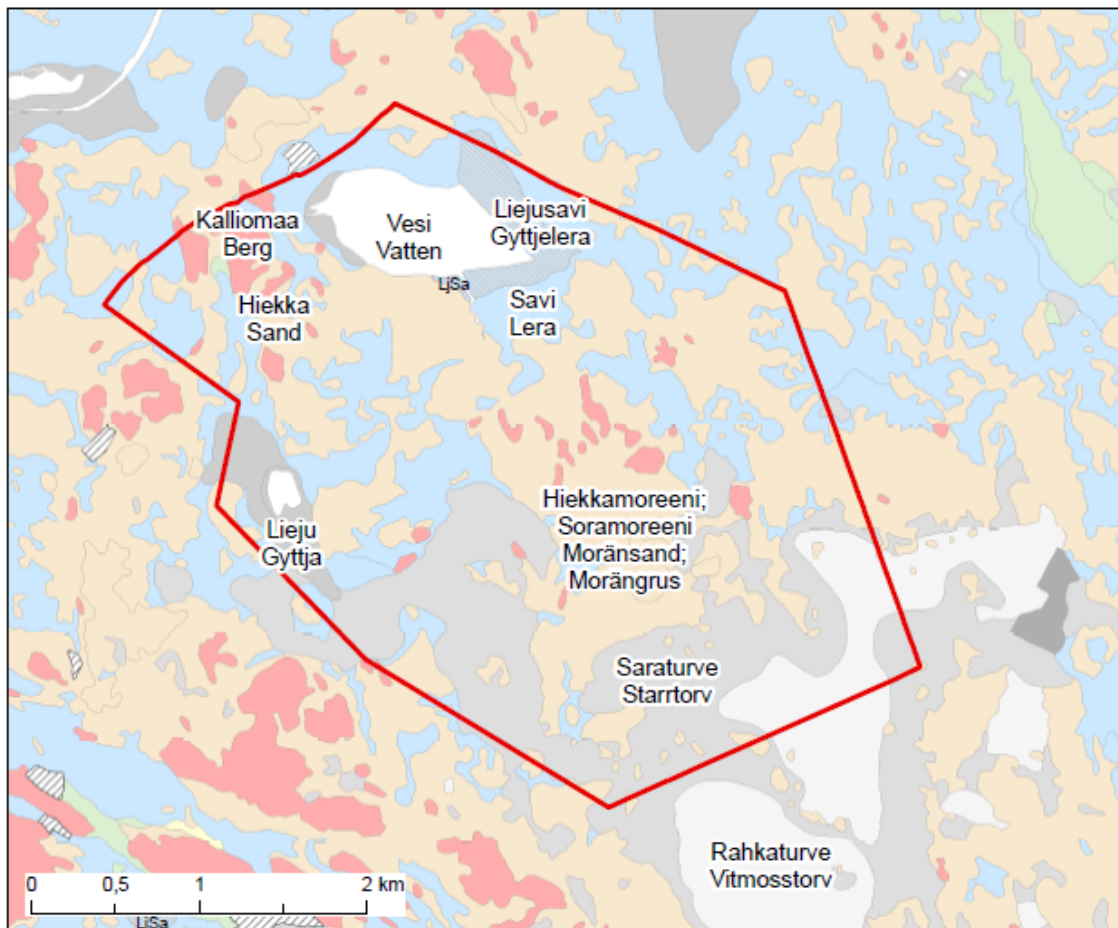 Kalliomaa
Berg
Vesi
Vatten
Liejusavi
Gyttjelera
LjSa
Hiekka
Sand
Savi
Lera
Hiekkamoreeni;
Soramoreeni
Moränsand;
Morängrus
Lieju
Gyttja
Saraturve
Starrtorv
Rahkaturve
Vitmosstorv
0 0,5 1 2 km
LjSa